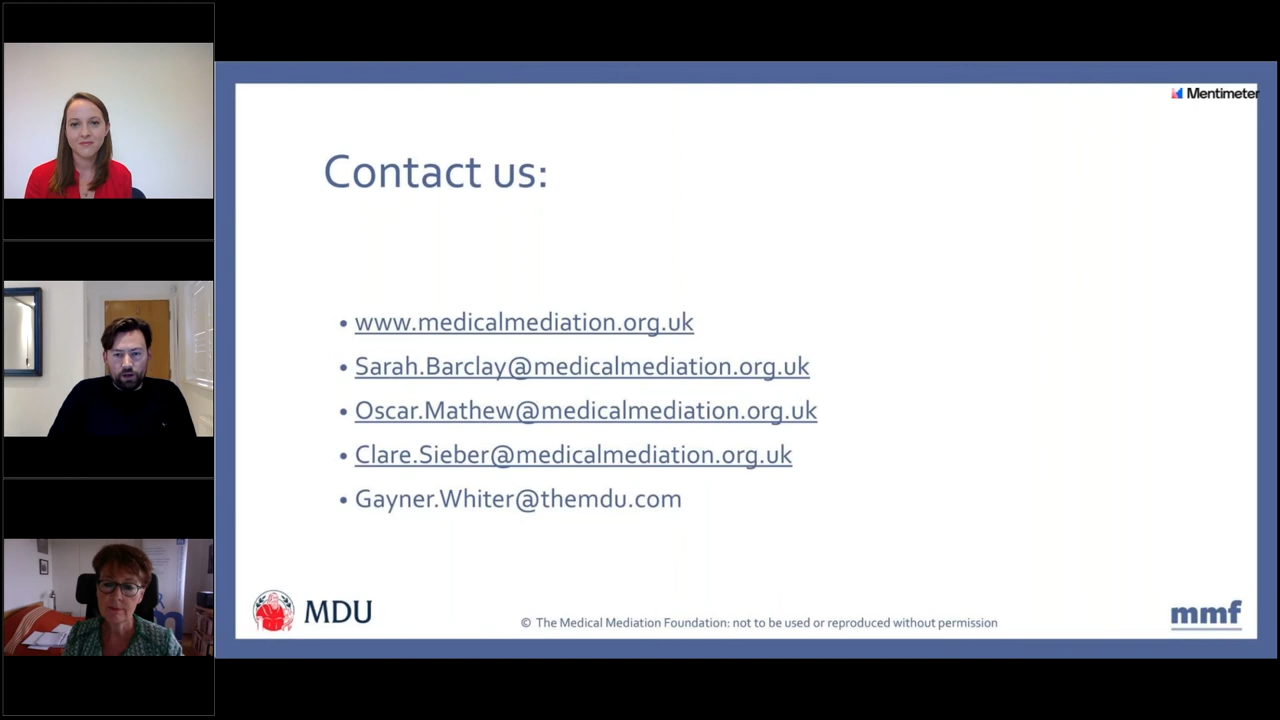 Mentimeter
Contact us:
• www.medicalmediation.org.uk
• Sarah.Barclay@medicalmediation.org.uk
• Oscar.Mathew@medicalmediation.org.uk
• Clare.Sieber@medicalmediation.org.uk
• Gayner.Whiter@themdu.com
MDU
© The Medical Mediation Foundation: not to be used or reproduced without permission
mmf